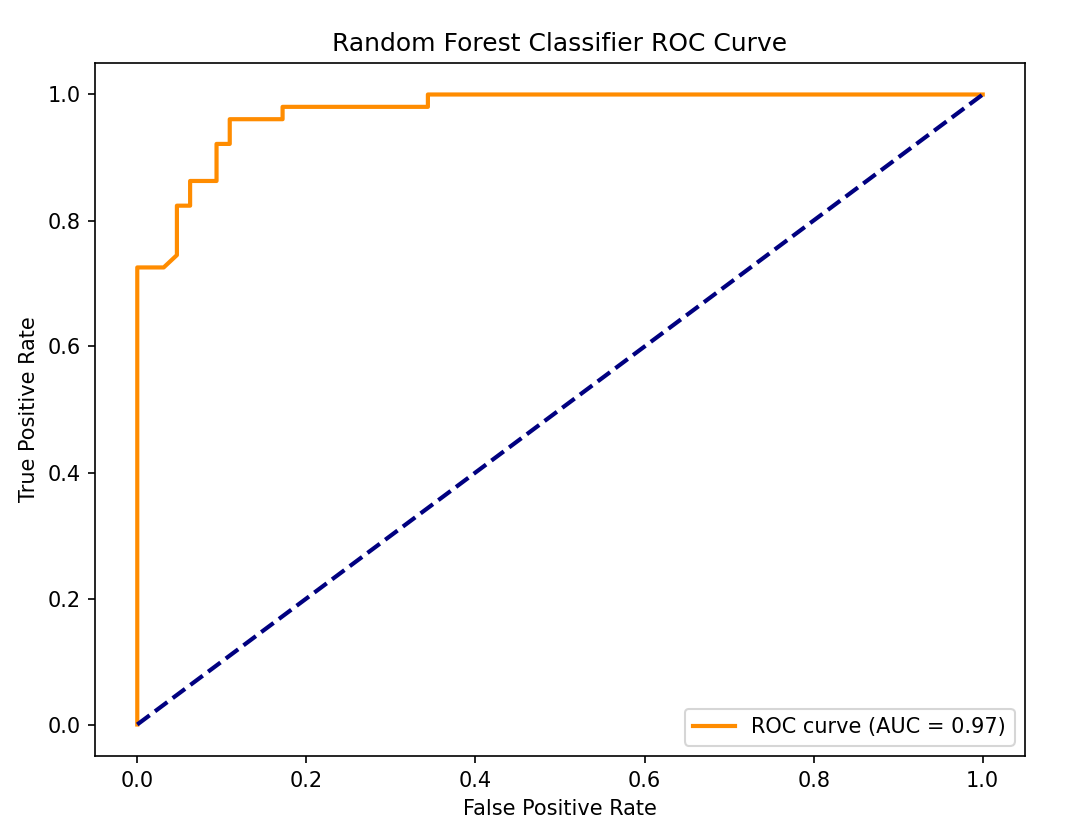 Random Forest Classifier ROC Curve
1.0
0.8
0.6
0.4
0.2
0.0
True Positive Rate
ROC curve (AUC = 0.97)
0.0 0.2 0.4 0.6 0.8 1.0
False Positive Rate